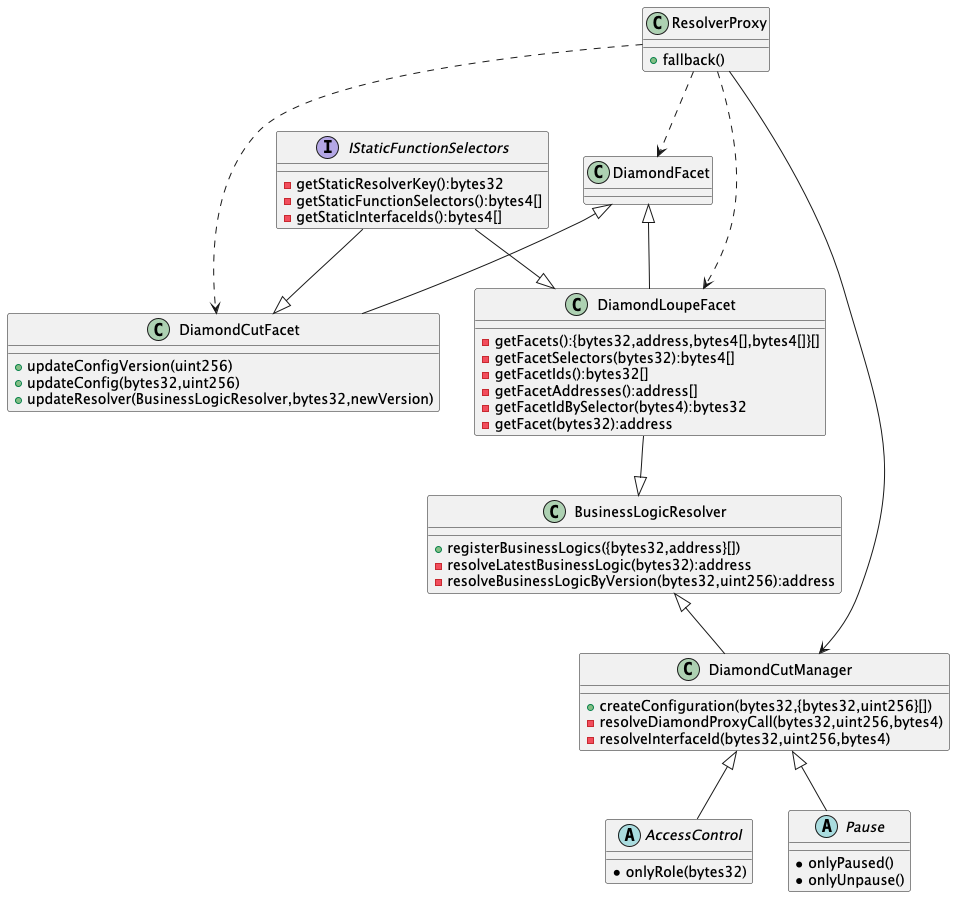 C ResolverProxy
fallback()
I IStaticFunctionSelectors
getStaticResolverKey():bytes32
getStaticFunctionSelectors():bytes4[]
getStaticInterfaceIds():bytes4[]
C DiamondFacet
C DiamondCutFacet
updateConfigVersion(uint256)
updateConfig(bytes32,uint256)
updateResolver(BusinessLogicResolver,bytes32,newVersion)
C DiamondLoupeFacet
getFacets():{bytes32,address,bytes4[],bytes4[]}[]
getFacetSelectors(bytes32):bytes4[]
getFacetIds():bytes32[]
getFacetAddresses():address[]
getFacetIdBySelector(bytes4):bytes32
getFacet(bytes32):address
C BusinessLogicResolver
registerBusinessLogics({bytes32,address}[])
resolveLatestBusinessLogic(bytes32):address
resolveBusinessLogicByVersion(bytes32,uint256):address
C DiamondCutManager
createConfiguration(bytes32,{bytes32,uint256}[])
resolveDiamondProxyCall(bytes32,uint256,bytes4)
resolveInterfaceId(bytes32,uint256,bytes4)
A AccessControl
onlyRole(bytes32)
A Pause
onlyPaused()
onlyUnpause()